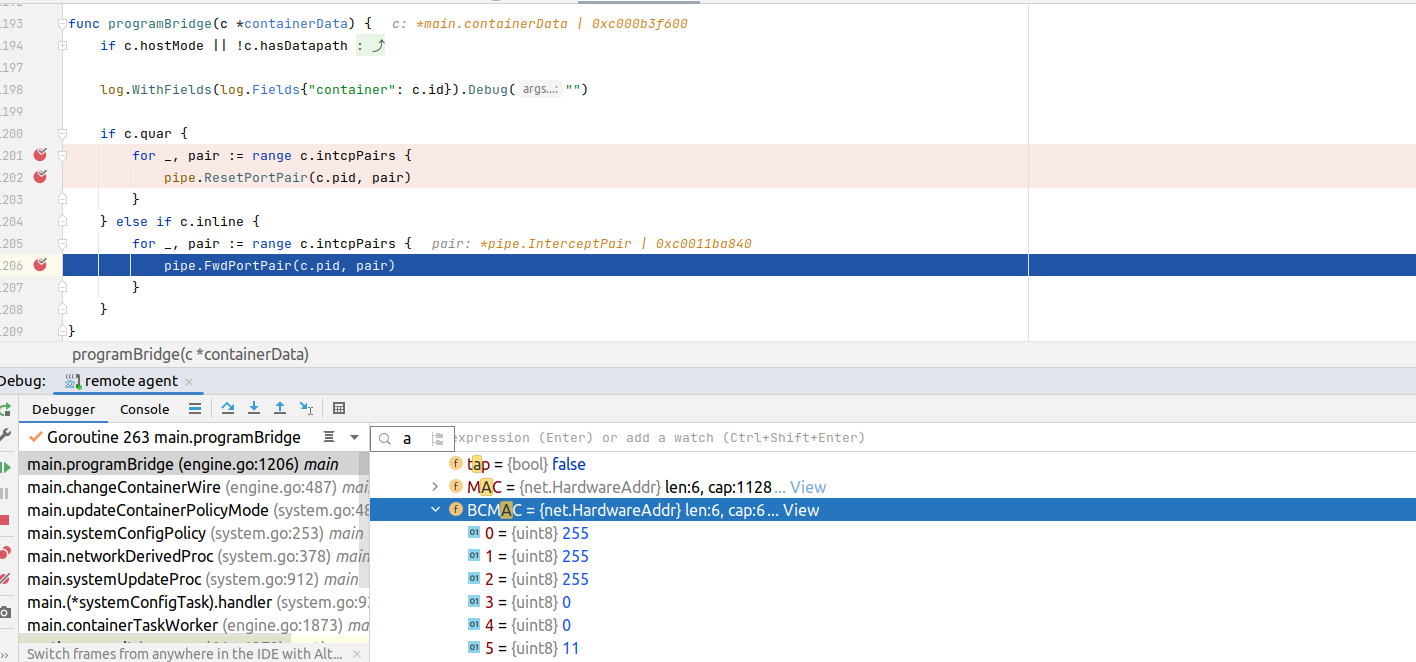 193 func programBridge(c *containerData) { c: *main.containerData | 0xc000b3f600
194 if c.hostMode || !c.hasDatapath :
197
198 log.WithFields(log.Fields{"container": c.id}).Debug( args...: "")
199
200 if c.quar {
201 for _, pair := range c.intcpPairs {
202 pipe.ResetPortPair(c.pid, pair)
203 }
204 } else if c.inline {
205 for _, pair := range c.intcpPairs { pair: *pipe.InterceptPair | 0xc0011ba840
206 pipe.FwdPortPair(c.pid, pair)
207 }
208 }
209 }
programBridge(c *containerData)
Debug: remote agent
Debugger Console
Goroutine 263 main.programBridge
a expression (Enter) or add a watch (Ctrl+Shift+Enter)
main.programBridge (engine.go:1206) main
main.changeContainerWire (engine.go:487) mai
main.updateContainerPolicyMode (system.go:48
main.systemConfigPolicy (system.go:253) main
main.networkDerivedProc (system.go:378) main
main.systemUpdateProc (system.go:912) main
main.(*systemConfigTask).handler (system.go:93
main.containerTaskWorker (engine.go:1873) ma
Switch frames from anywhere in the IDE with Alt...
tap = {bool} false
MAC = {net.HardwareAddr} len:6, cap:1128... View
BCMAC = {net.HardwareAddr} len:6, cap:6... View
0 = {uint8} 255
1 = {uint8} 255
2 = {uint8} 255
3 = {uint8} 0
4 = {uint8} 0
5 = {uint8} 11